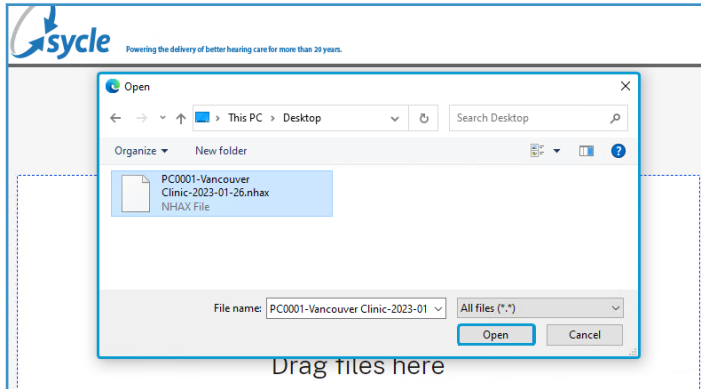 sycle
Powering the delivery of better hearing care for more than 20 years.
Open
This PC > Desktop
Search Desktop
Organize
New folder
PC0001-Vancouver
Clinic-2023-01-26.nhax
NHAX File
File name: PC0001-Vancouver Clinic-2023-01
All files (*.*)
Open
Cancel
Drag files here